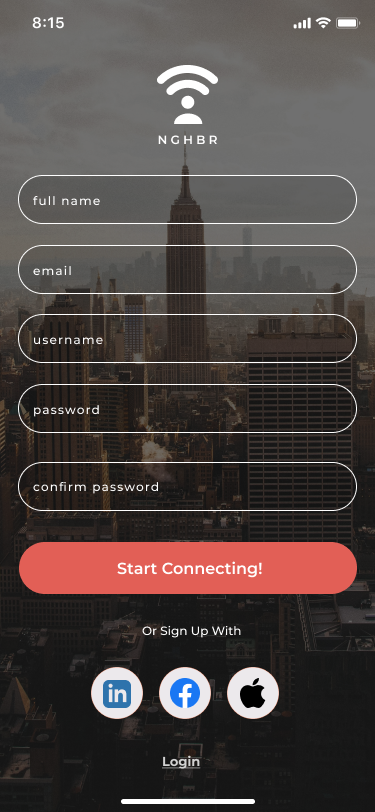 8:15
NGHBR
full name
email
username
password
confirm password
Start Connecting!
Or Sign Up With
in
f
Login